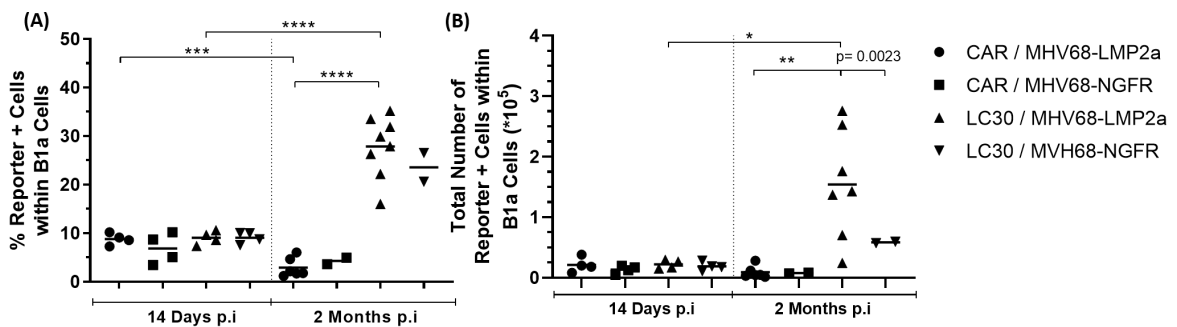 (A)
% Reporter + Cells
within B1a Cells
50
40
30
20
10
0
***
****
****
14 Days p.i
2 Months p.i
(B)
Total Number of
Reporter + Cells within
B1a Cells (*10⁵)
4
3
2
1
0
*
**
p= 0.0023
14 Days p.i
2 Months p.i
CAR / MHV68-LMP2a
CAR / MHV68-NGFR
LC30 / MHV68-LMP2a
LC30 / MVH68-NGFR